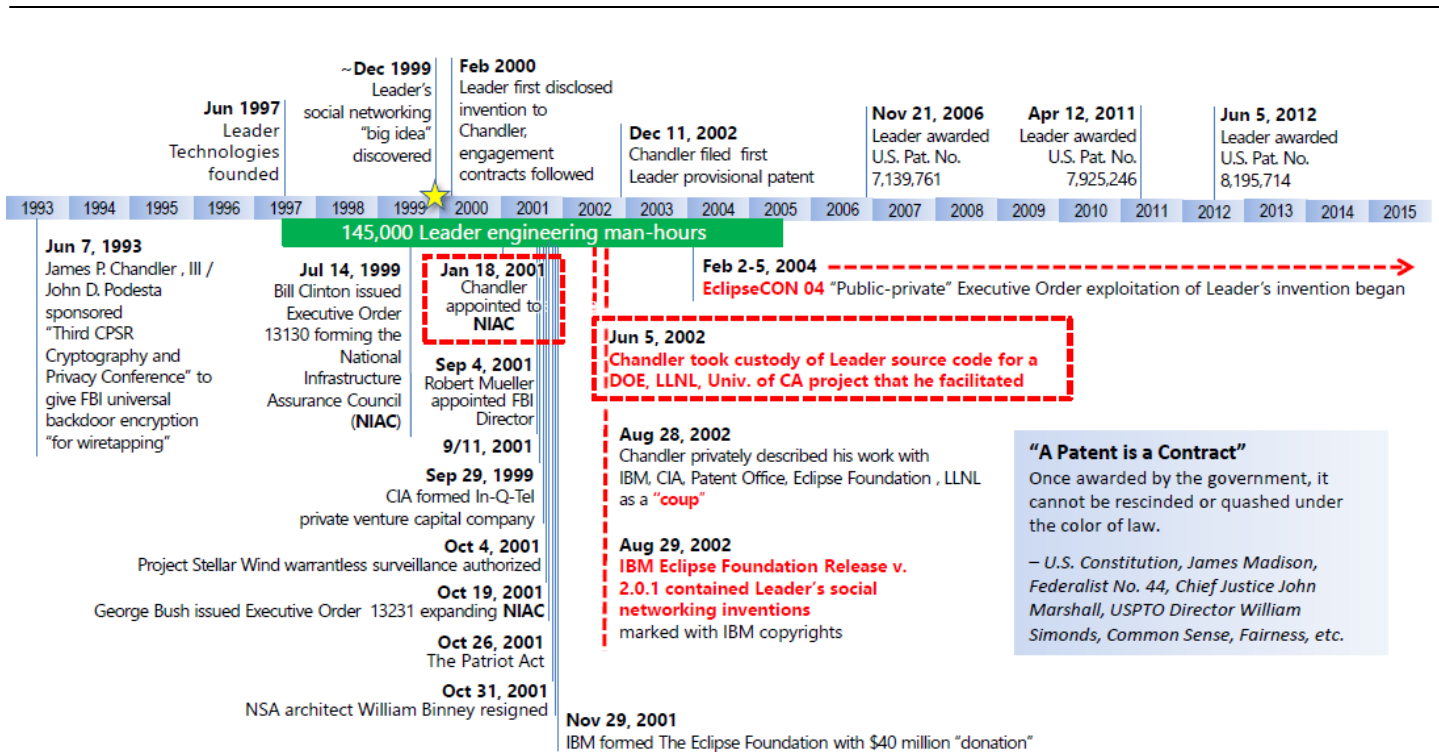 ~Dec 1999
Leader's
social networking
"big idea"
discovered
Feb 2000
Leader first disclosed
invention to
Chandler,
engagement
contracts followed
Jun 1997
Leader
Technologies
founded
Dec 11, 2002
Chandler filed first
Leader provisional patent
Nov 21, 2006
Leader awarded
U.S. Pat. No.
7,139,761
Apr 12, 2011
Leader awarded
U.S. Pat. No.
7,925,246
Jun 5, 2012
Leader awarded
U.S. Pat. No.
8,195,714
1993 1994 1995 1996 1997 1998 1999 2000 2001 2002 2003 2004 2005 2006 2007 2008 2009 2010 2011 2012 2013 2014 2015
145,000 Leader engineering man-hours
Jun 7, 1993
James P. Chandler , III /
John D. Podesta
sponsored
"Third CPSR
Cryptography and
Privacy Conference" to
give FBI universal
backdoor encryption
"for wiretapping"
Jul 14, 1999
Bill Clinton issued
Executive Order
13130 forming the
National
Infrastructure
Assurance Council
(NIAC)
Jan 18, 2001
Chandler
appointed to
NIAC
Sep 4, 2001
Robert Mueller
appointed FBI
Director
9/11, 2001
Sep 29, 1999
CIA formed In-Q-Tel
private venture capital company
Oct 4, 2001
Project Stellar Wind warrantless surveillance authorized
Oct 19, 2001
George Bush issued Executive Order 13231 expanding NIAC
Oct 26, 2001
The Patriot Act
Oct 31, 2001
NSA architect William Binney resigned
Nov 29, 2001
IBM formed The Eclipse Foundation with $40 million "donation"
Feb 2-5, 2004
EclipseCON 04 "Public-private" Executive Order exploitation of Leader's invention began
Jun 5, 2002
Chandler took custody of Leader source code for a
DOE, LLNL, Univ. of CA project that he facilitated
Aug 28, 2002
Chandler privately described his work with
IBM, CIA, Patent Office, Eclipse Foundation , LLNL
as a "coup"
Aug 29, 2002
IBM Eclipse Foundation Release v.
2.0.1 contained Leader's social
networking inventions
marked with IBM copyrights
"A Patent is a Contract"
Once awarded by the government, it
cannot be rescinded or quashed under
the color of law.
– U.S. Constitution, James Madison,
Federalist No. 44, Chief Justice John
Marshall, USPTO Director William
Simonds, Common Sense, Fairness, etc.